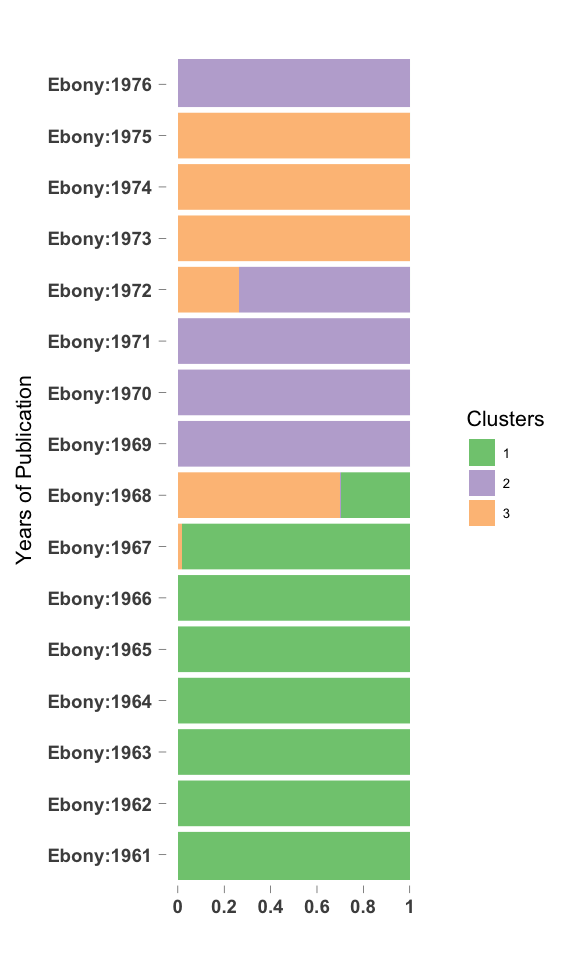 Ebony:1976
Ebony:1975
Ebony:1974
Ebony:1973
Ebony:1972
Ebony:1971
Ebony:1970
Ebony:1969
Ebony:1968
Ebony:1967
Ebony:1966
Ebony:1965
Ebony:1964
Ebony:1963
Ebony:1962
Ebony:1961
Years of Publication
0 0.2 0.4 0.6 0.8 1
Clusters
1
2
3